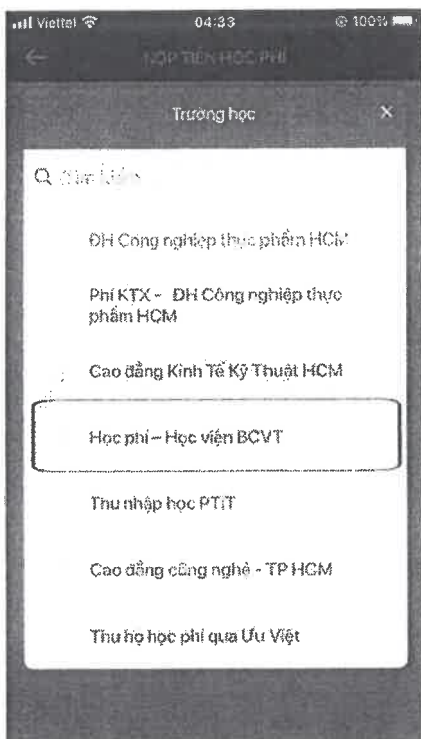 Viettel 04:33 100%
NỘP TIỀN HỌC PHÍ
Trường học ×
Tìm kiếm
ĐH Công nghiệp thực phẩm HCM
Phí KTX - ĐH Công nghiệp thực
phẩm HCM
Cao đẳng Kinh Tế Kỹ Thuật HCM
Học phí – Học viện BCVT
Thu nhập học PTiT
Cao đẳng công nghệ - TP HCM
Thu hộ học phí qua Ưu Việt